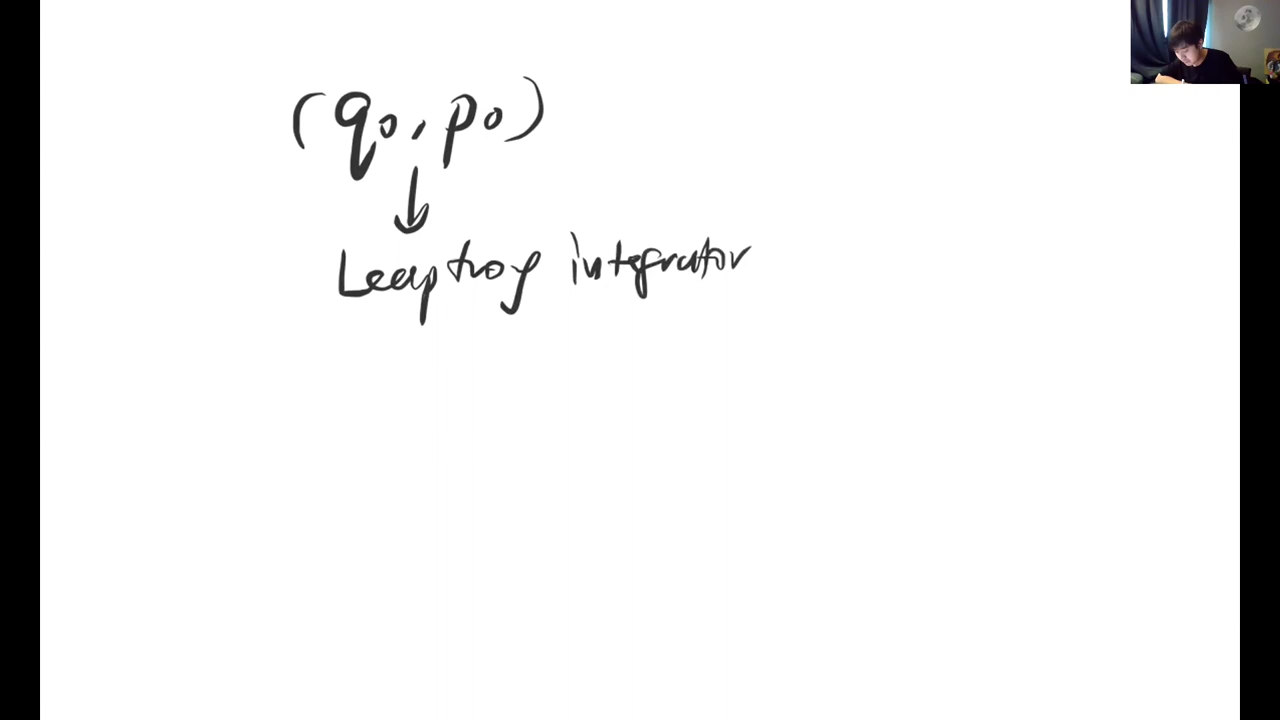 (q0, p0)
↓
Leapfrog integrator